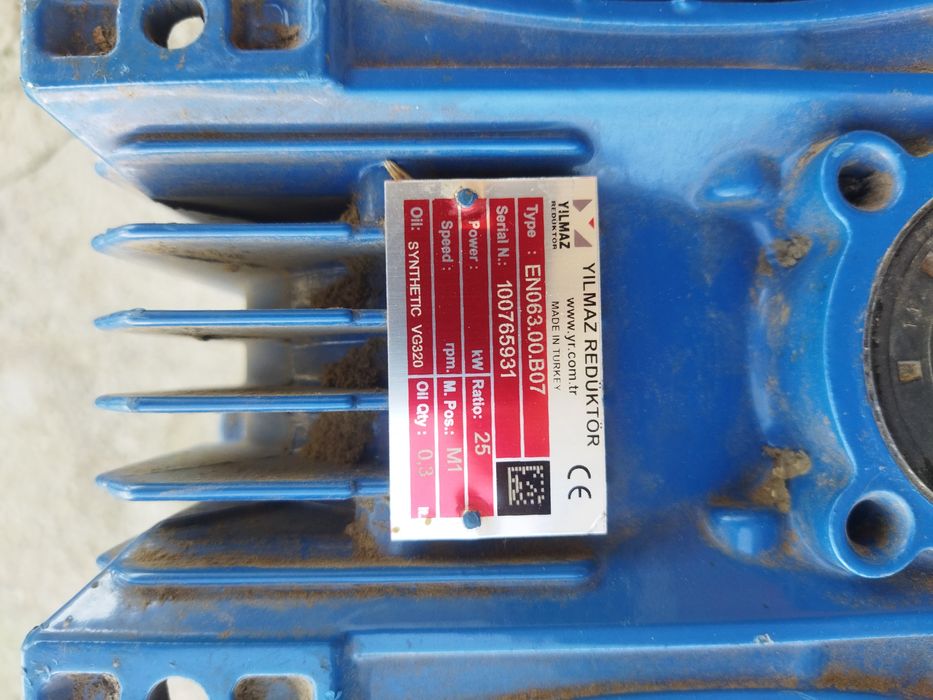 YILMAZ
REDÜKTÖR
YILMAZ REDÜKTÖR
www.yr.com.tr
MADE IN TURKEY
CE
Type : EN063.00.B07
Serial N.: 100765931
Power : kW Ratio: 25
Speed : rpm. M. Pos.: M1
Oil: SYNTHETIC VG320 Oil Qty : 0,3